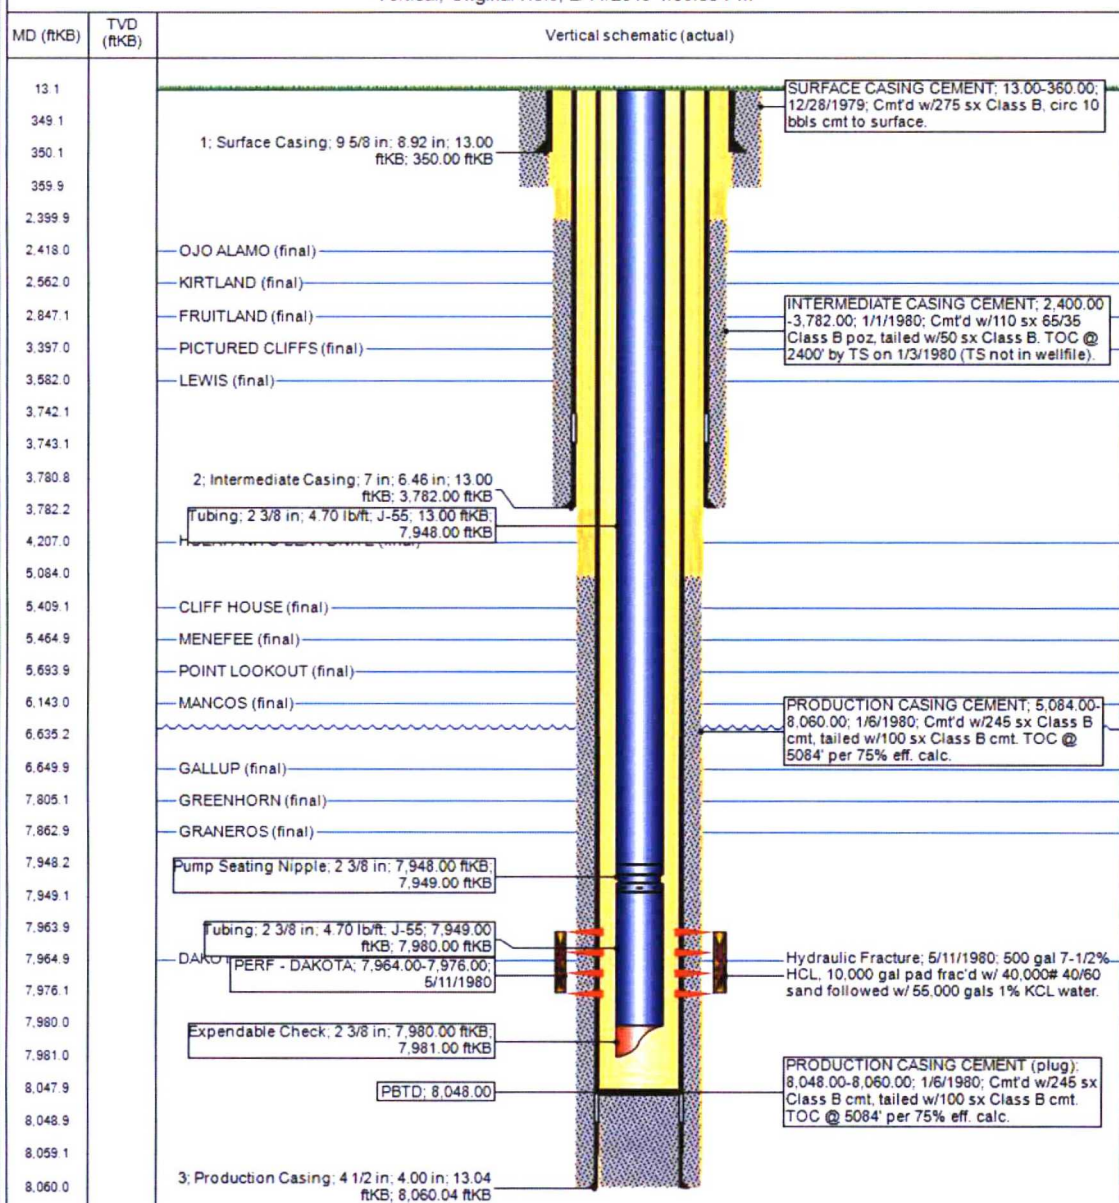 MD (ftKB)
TVD
(ftKB)
Vertical schematic (actual)
13.1
349.1
350.1
359.9
2,399.9
2,418.0
2,562.0
2,847.1
3,397.0
3,582.0
3,742.1
3,743.1
3,780.8
3,782.2
4,207.0
5,084.0
5,409.1
5,464.9
5,693.9
6,143.0
6,635.2
6,649.9
7,805.1
7,862.9
7,948.2
7,949.1
7,963.9
7,964.9
7,976.1
7,980.0
7,981.0
8,047.9
8,048.9
8,059.1
8,060.0
SURFACE CASING CEMENT; 13.00-360.00;
12/28/1979; Cmt'd w/275 sx Class B, circ 10
bbls cmt to surface.
1; Surface Casing; 9 5/8 in; 8.92 in; 13.00
ftKB; 350.00 ftKB
OJO ALAMO (final)
KIRTLAND (final)
FRUITLAND (final)
PICTURED CLIFFS (final)
LEWIS (final)
INTERMEDIATE CASING CEMENT; 2,400.00
-3,782.00; 1/1/1980; Cmt'd w/110 sx 65/35
Class B poz, tailed w/50 sx Class B. TOC @
2400' by TS on 1/3/1980 (TS not in wellfile).
2; Intermediate Casing; 7 in; 6.46 in; 13.00
ftKB; 3,782.00 ftKB
Tubing; 2 3/8 in; 4.70 lb/ft; J-55; 13.00 ftKB;
7,948.00 ftKB
CLIFF HOUSE (final)
MENEFEE (final)
POINT LOOKOUT (final)
MANCOS (final)
PRODUCTION CASING CEMENT; 5,084.00-
8,060.00; 1/6/1980; Cmt'd w/245 sx Class B
cmt, tailed w/100 sx Class B cmt. TOC @
5084' per 75% eff. calc.
GALLUP (final)
GREENHORN (final)
GRANEROS (final)
Pump Seating Nipple; 2 3/8 in; 7,948.00 ftKB;
7,949.00 ftKB
Tubing; 2 3/8 in; 4.70 lb/ft; J-55; 7,949.00
ftKB; 7,980.00 ftKB
PERF - DAKOTA; 7,964.00-7,976.00;
5/11/1980
Hydraulic Fracture; 5/11/1980; 500 gal 7-1/2%
HCL, 10,000 gal pad frac'd w/ 40,000# 40/60
sand followed w/ 55,000 gals 1% KCL water.
Expendable Check; 2 3/8 in; 7,980.00 ftKB;
7,981.00 ftKB
PBTD; 8,048.00
PRODUCTION CASING CEMENT (plug);
8,048.00-8,060.00; 1/6/1980; Cmt'd w/245 sx
Class B cmt, tailed w/100 sx Class B cmt.
TOC @ 5084' per 75% eff. calc.
3; Production Casing; 4 1/2 in; 4.00 in; 13.04
ftKB; 8,060.04 ftKB